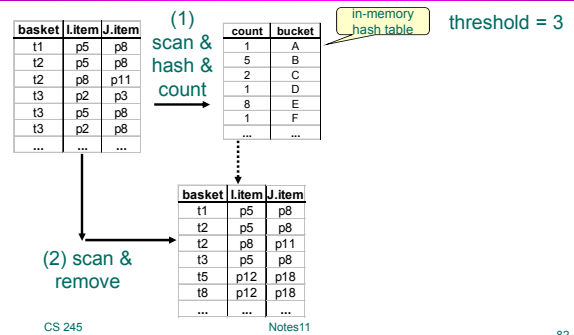 basket I.item J.item
t1 p5 p8
t2 p5 p8
t2 p8 p11
t3 p2 p3
t3 p5 p8
t3 p2 p8
... ... ...
(1)
scan &
hash &
count
count bucket
1 A
5 B
2 C
1 D
8 E
1 F
... ...
in-memory
hash table
threshold = 3
(2) scan &
remove
basket I.item J.item
t1 p5 p8
t2 p5 p8
t2 p8 p11
t3 p5 p8
t5 p12 p18
t8 p12 p18
... ... ...
CS 245
Notes11
82